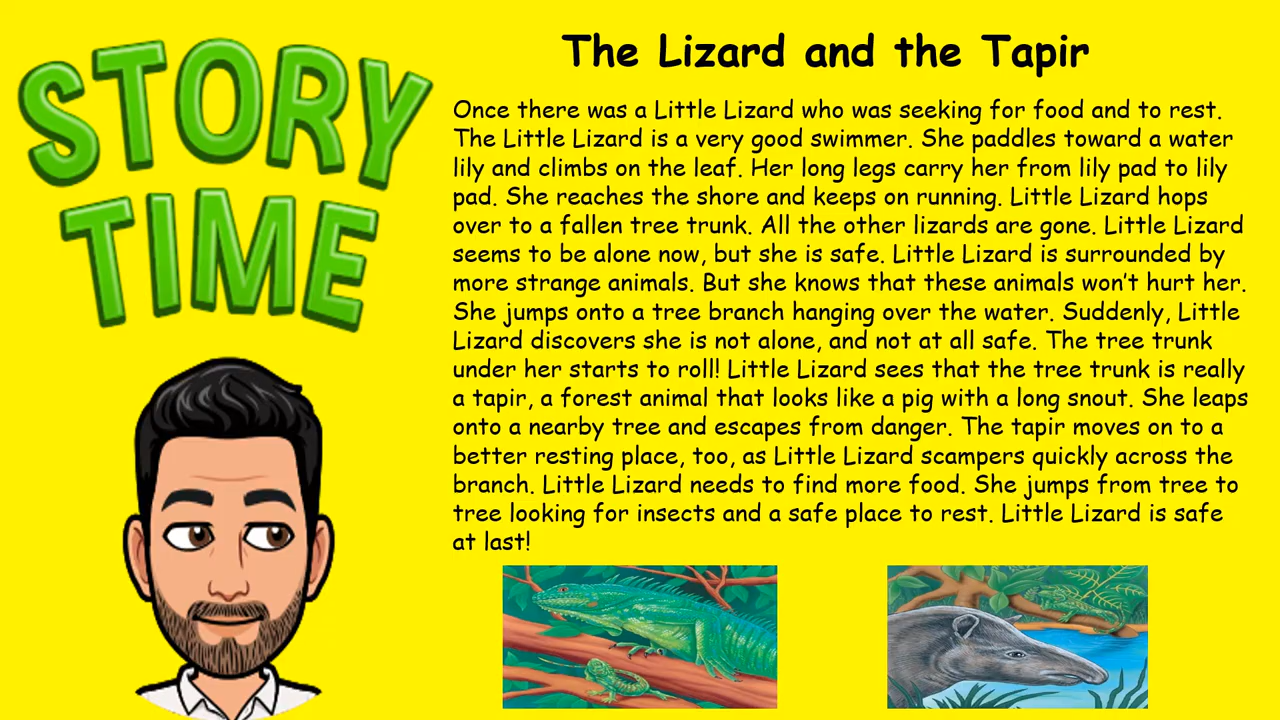 STORY
TIME
The Lizard and the Tapir
Once there was a Little Lizard who was seeking for food and to rest.
The Little Lizard is a very good swimmer. She paddles toward a water
lily and climbs on the leaf. Her long legs carry her from lily pad to lily
pad. She reaches the shore and keeps on running. Little Lizard hops
over to a fallen tree trunk. All the other lizards are gone. Little Lizard
seems to be alone now, but she is safe. Little Lizard is surrounded by
more strange animals. But she knows that these animals won’t hurt her.
She jumps onto a tree branch hanging over the water. Suddenly, Little
Lizard discovers she is not alone, and not at all safe. The tree trunk
under her starts to roll! Little Lizard sees that the tree trunk is really
a tapir, a forest animal that looks like a pig with a long snout. She leaps
onto a nearby tree and escapes from danger. The tapir moves on to a
better resting place, too, as Little Lizard scampers quickly across the
branch. Little Lizard needs to find more food. She jumps from tree to
tree looking for insects and a safe place to rest. Little Lizard is safe
at last!